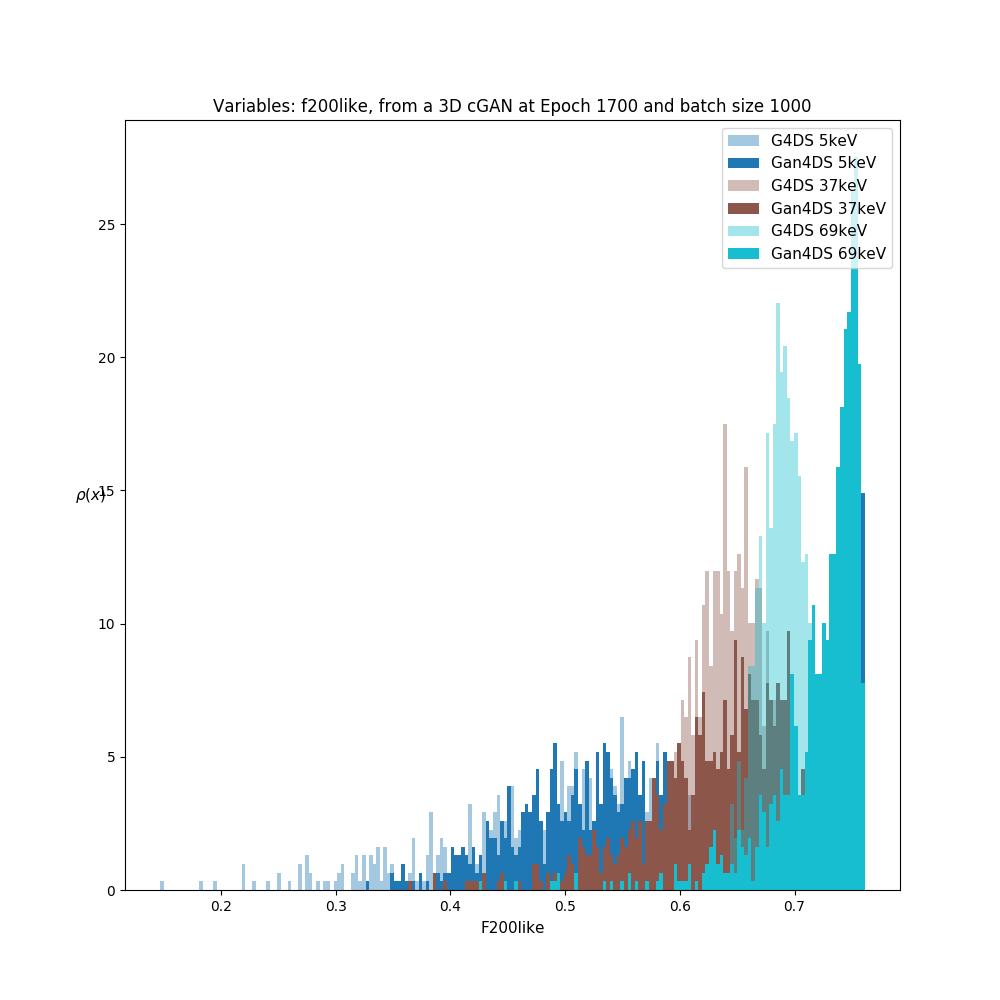 Variables: f200like, from a 3D cGAN at Epoch 1700 and batch size 1000
G4DS 5keV
Gan4DS 5keV
G4DS 37keV
Gan4DS 37keV
G4DS 69keV
Gan4DS 69keV
25
20
15
ρ(x)
10
5
0
0.2 0.3 0.4 0.5 0.6 0.7
F200like